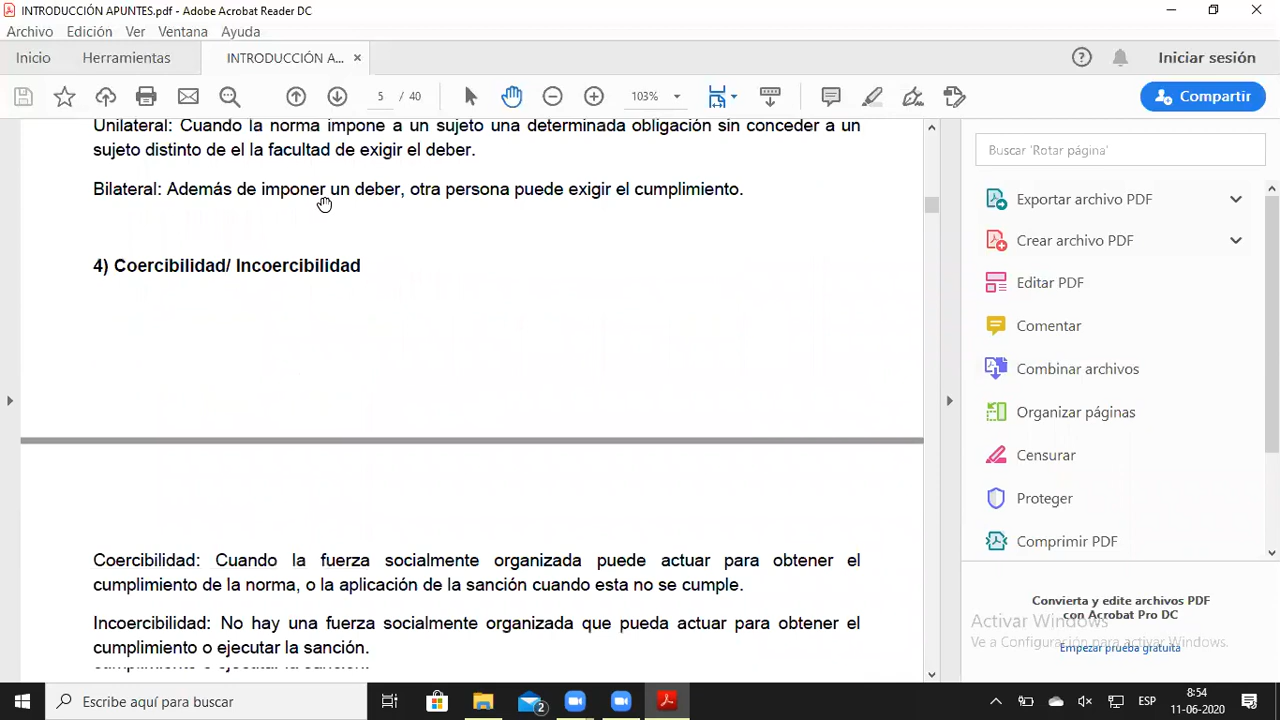 INTRODUCCIÓN APUNTES.pdf - Adobe Acrobat Reader DC
Archivo Edición Ver Ventana Ayuda
Inicio Herramientas INTRODUCCIÓN A... × Iniciar sesión
5 / 40 103% Compartir
Unilateral: Cuando la norma impone a un sujeto una determinada obligación sin conceder a un
sujeto distinto de el la facultad de exigir el deber.
Bilateral: Además de imponer un deber, otra persona puede exigir el cumplimiento.
4) Coercibilidad/ Incoercibilidad
Coercibilidad: Cuando la fuerza socialmente organizada puede actuar para obtener el
cumplimiento de la norma, o la aplicación de la sanción cuando esta no se cumple.
Incoercibilidad: No hay una fuerza socialmente organizada que pueda actuar para obtener el
cumplimiento o ejecutar la sanción.
cumplimiento o ejecutar la sanción.
Buscar 'Rotar página'
Exportar archivo PDF
Crear archivo PDF
Editar PDF
Comentar
Combinar archivos
Organizar páginas
Censurar
Proteger
Comprimir PDF
Convierta y edite archivos PDF
con Acrobat Pro DC
Activar Windows
Ve a Configuración para activar Windows.
Empezar prueba gratuita
Escribe aquí para buscar
2
ESP
8:54
11-06-2020
2